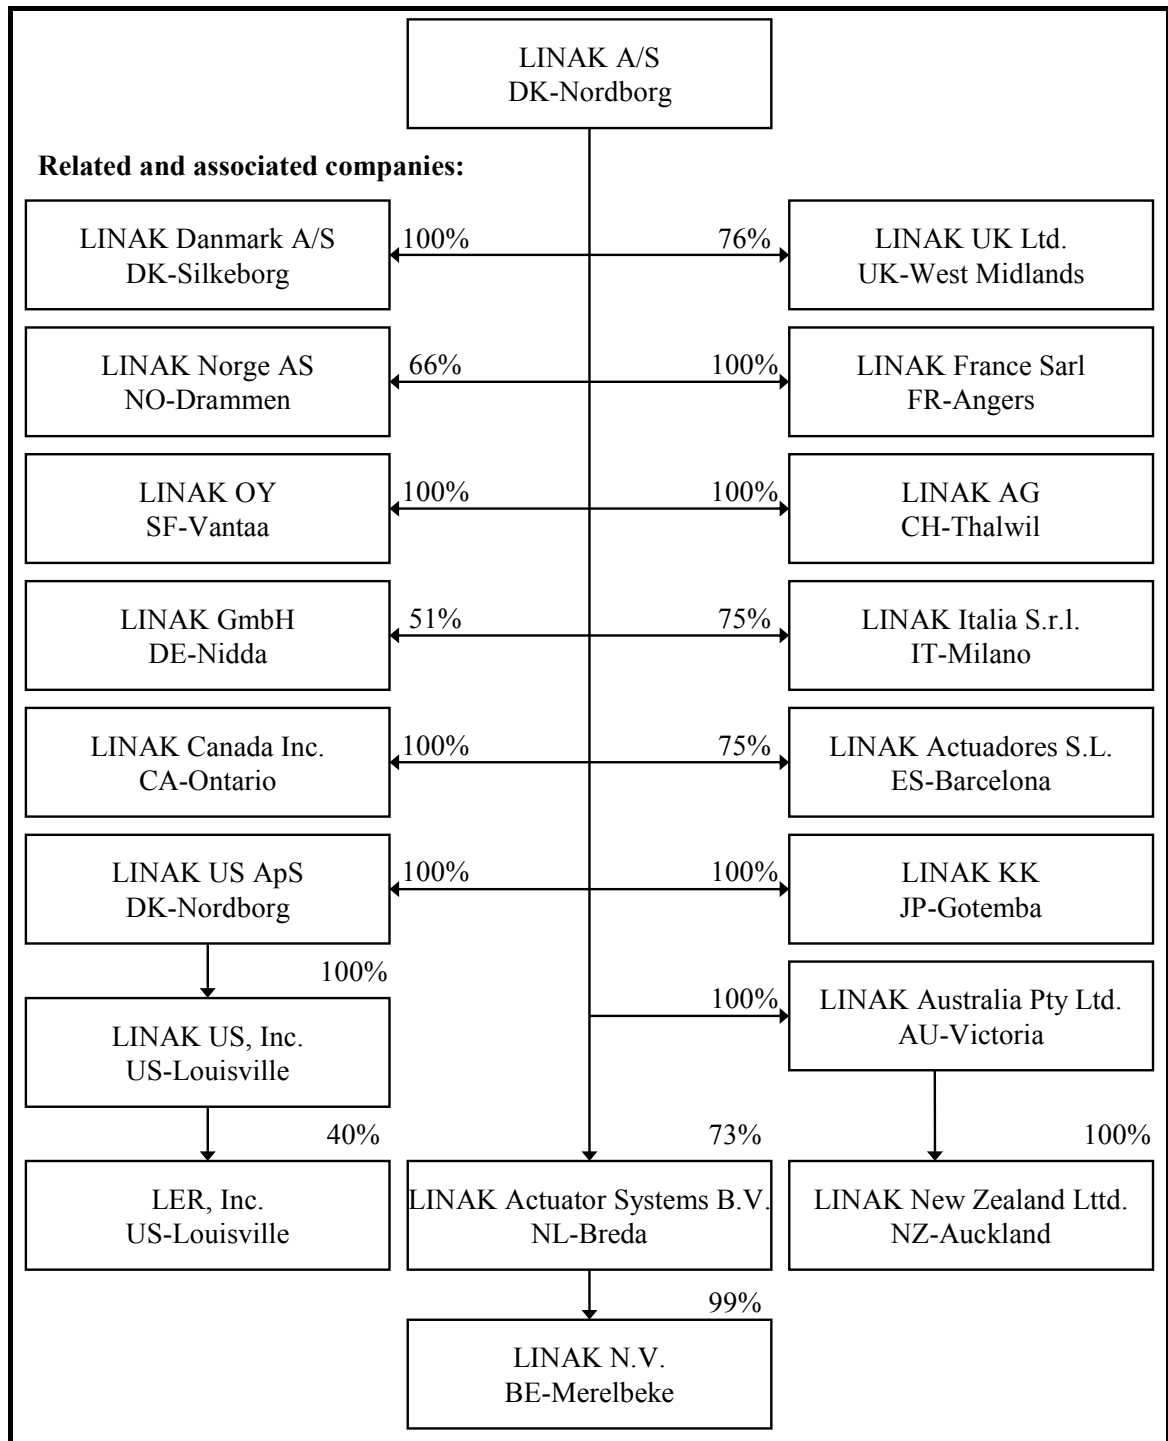 LINAK A/S
DK-Nordborg
Related and associated companies:
LINAK Danmark A/S
DK-Silkeborg
100%
76%
LINAK UK Ltd.
UK-West Midlands
LINAK Norge AS
NO-Drammen
66%
100%
LINAK France Sarl
FR-Angers
LINAK OY
SF-Vantaa
100%
100%
LINAK AG
CH-Thalwil
LINAK GmbH
DE-Nidda
51%
75%
LINAK Italia S.r.l.
IT-Milano
LINAK Canada Inc.
CA-Ontario
100%
75%
LINAK Actuadores S.L.
ES-Barcelona
LINAK US ApS
DK-Nordborg
100%
100%
LINAK KK
JP-Gotemba
100%
LINAK US, Inc.
US-Louisville
100%
LINAK Australia Pty Ltd.
AU-Victoria
40%
LER, Inc.
US-Louisville
73%
LINAK Actuator Systems B.V.
NL-Breda
100%
LINAK New Zealand Lttd.
NZ-Auckland
99%
LINAK N.V.
BE-Merelbeke